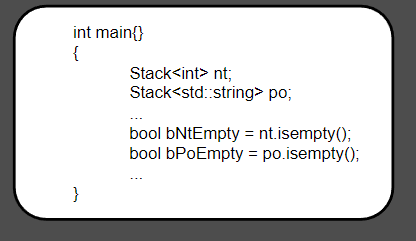 int main{}
{
Stack<int> nt;
Stack<std::string> po;
...
bool bNtEmpty = nt.isempty();
bool bPoEmpty = po.isempty();
...
}